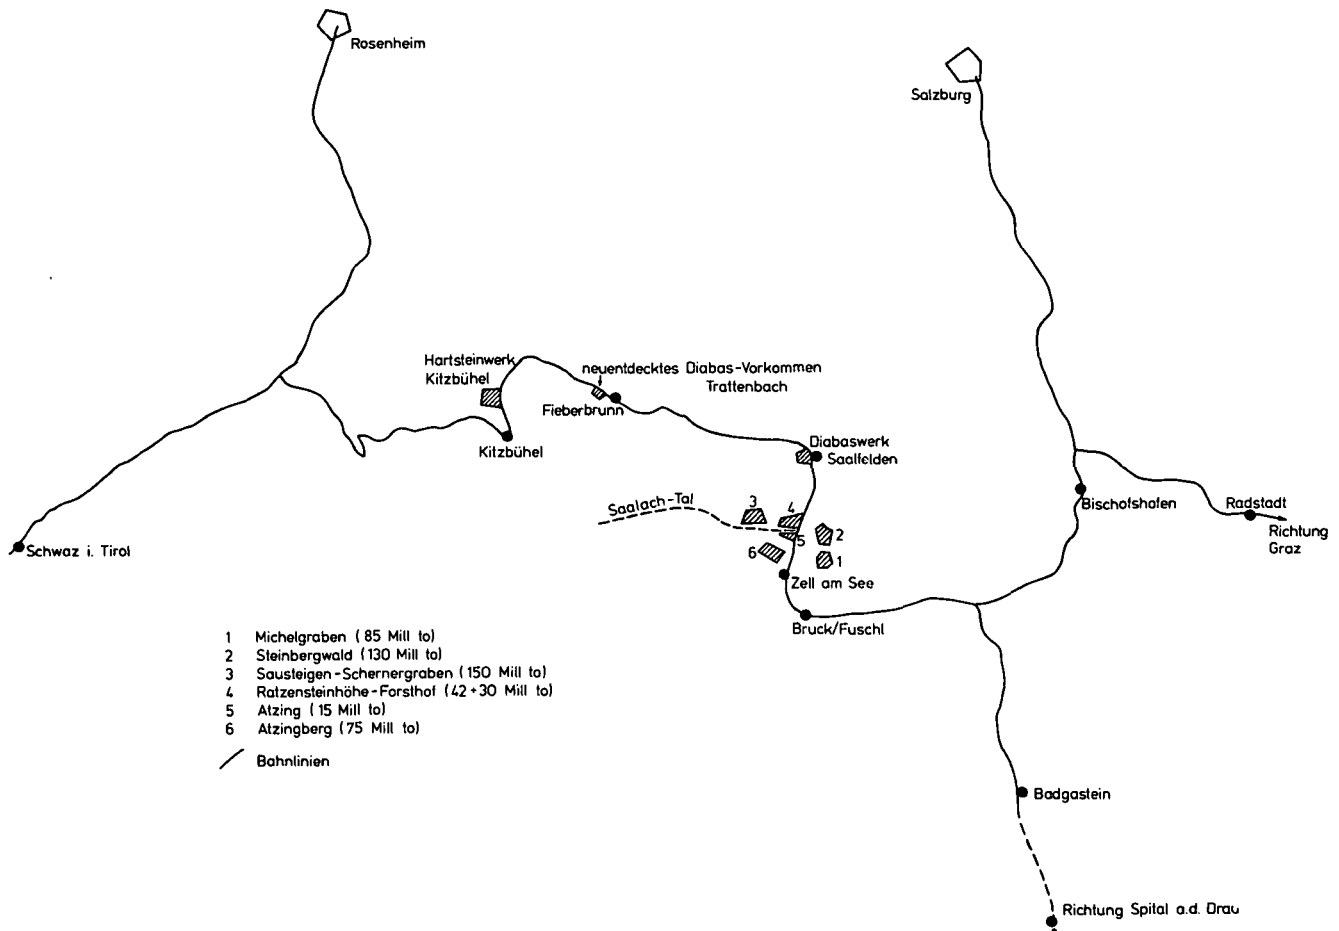 Rosenheim
Salzburg
Hartsteinwerk
Kitzbühel
neuentdecktes Diabas-Vorkommen
Trattenbach
Fieberbrunn
Kitzbühel
Diabaswerk
Saalfelden
Saalach-Tal
3
4
5
2
1
6
Zell am See
Bruck/Fuschl
Bischofshofen
Radstadt
Richtung
Graz
Schwaz i. Tirol
1 Michelgraben (85 Mill to)
2 Steinbergwald (130 Mill to)
3 Sausteigen-Schernergraben (150 Mill to)
4 Ratzensteinhöhe-Forsthof (42+30 Mill to)
5 Atzing (15 Mill to)
6 Atzingberg (75 Mill to)
Bahnlinien
Badgastein
Richtung Spital a.d. Drau